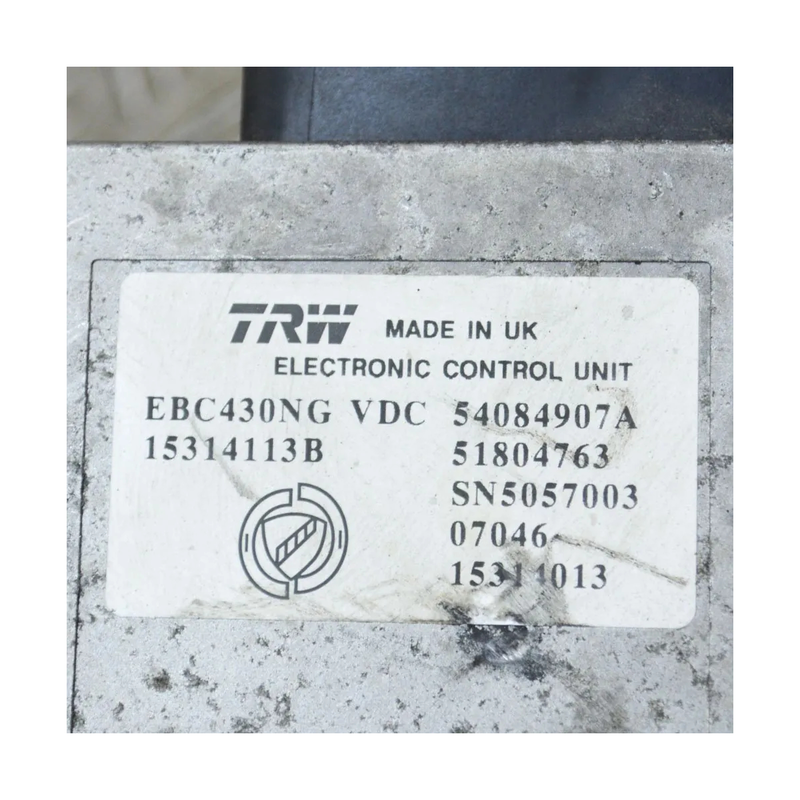 TRW MADE IN UK
ELECTRONIC CONTROL UNIT
EBC430NG VDC 54084907A
15314113B 51804763
SN5057003
07046
15314013